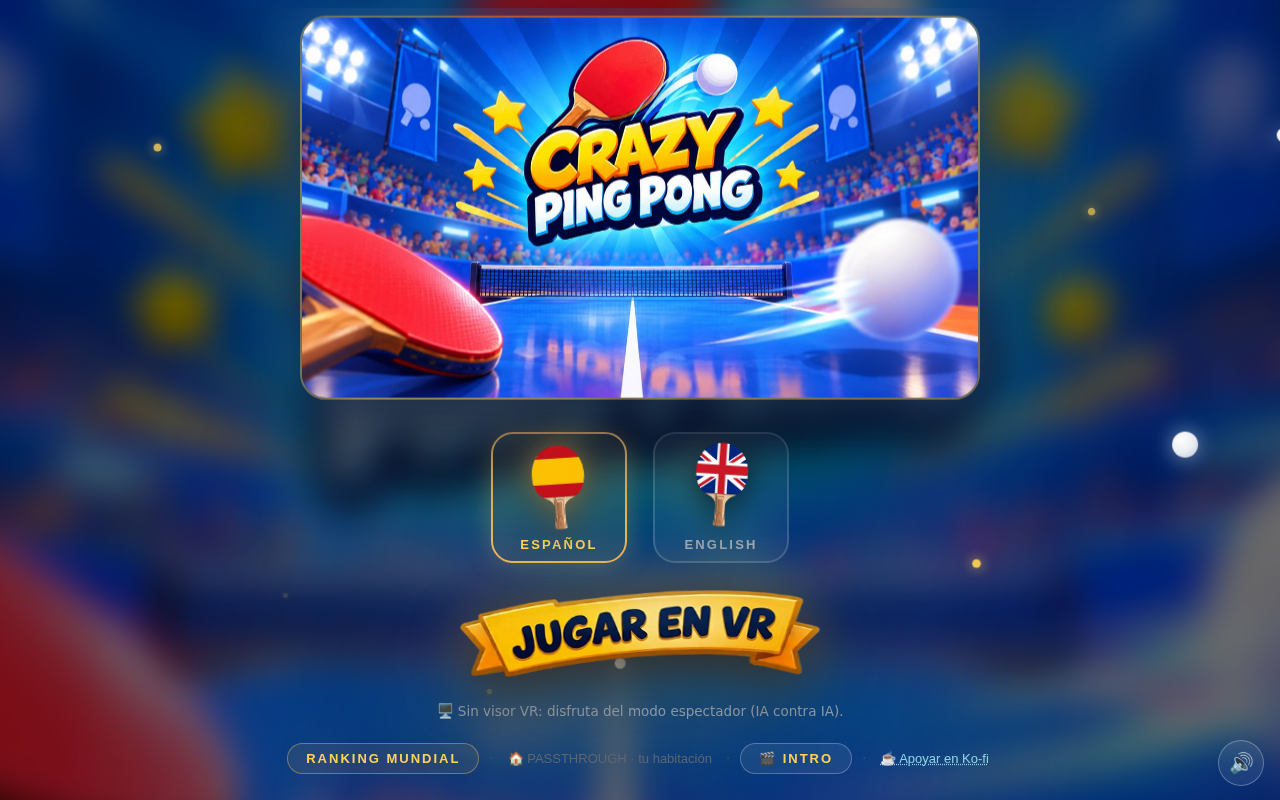 CRAZY
PING PONG
ESPAÑOL
ENGLISH
JUGAR EN VR
🖥️ Sin visor VR: disfruta del modo espectador (IA contra IA).
RANKING MUNDIAL · 🏠 PASSTHROUGH · tu habitación · 🎬 INTRO · ☕ Apoyar en Ko-fi